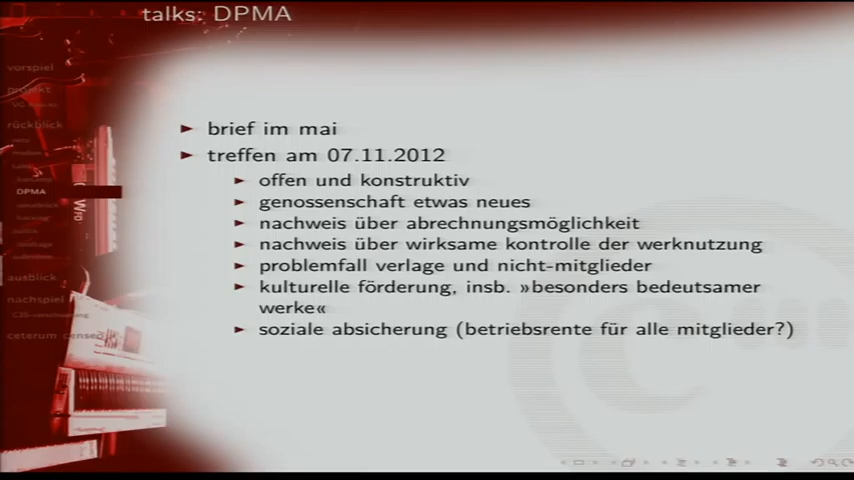 talks: DPMA
vorspiel
projekt
rückblick
DPMA
ausblick
nachspiel
ceterum censeo
► brief im mai
► treffen am 07.11.2012
► offen und konstruktiv
► genossenschaft etwas neues
► nachweis über abrechnungsmöglichkeit
► nachweis über wirksame kontrolle der werknutzung
► problemfall verlage und nicht-mitglieder
► kulturelle förderung, insb. »besonders bedeutsamer
werke«
► soziale absicherung (betriebsrente für alle mitglieder?)